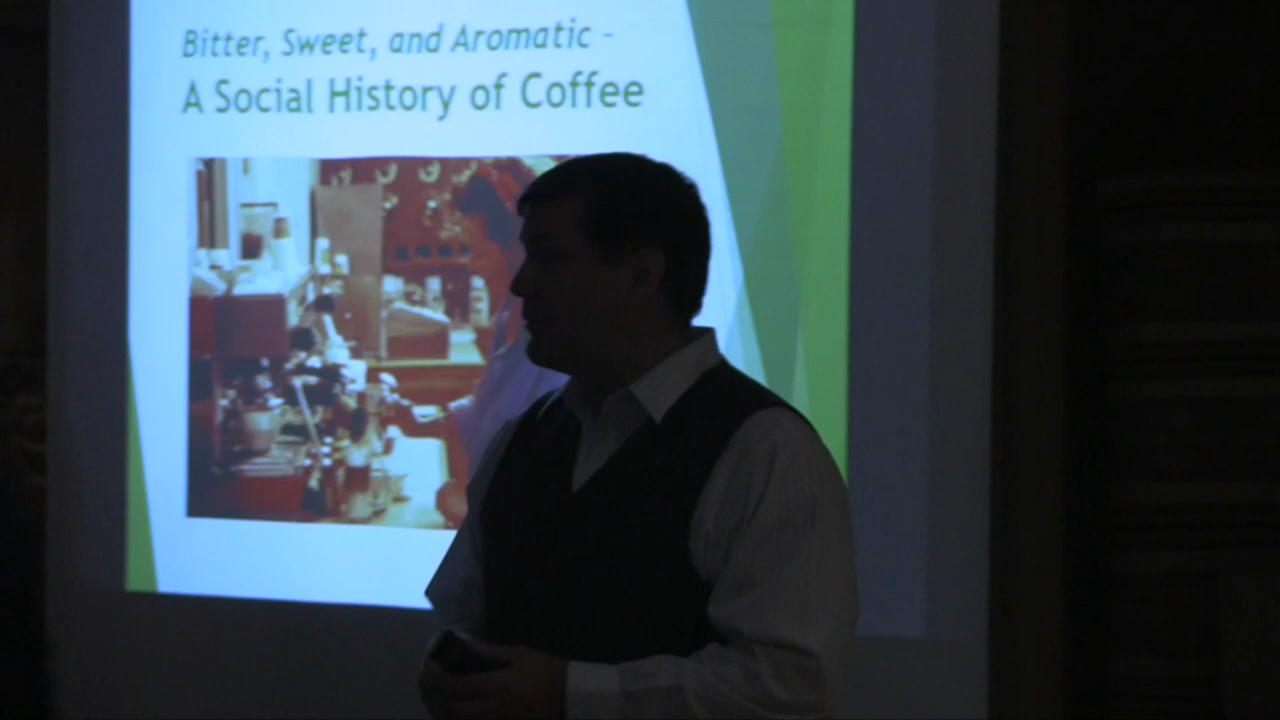 Bitter, Sweet, and Aromatic –
A Social History of Coffee